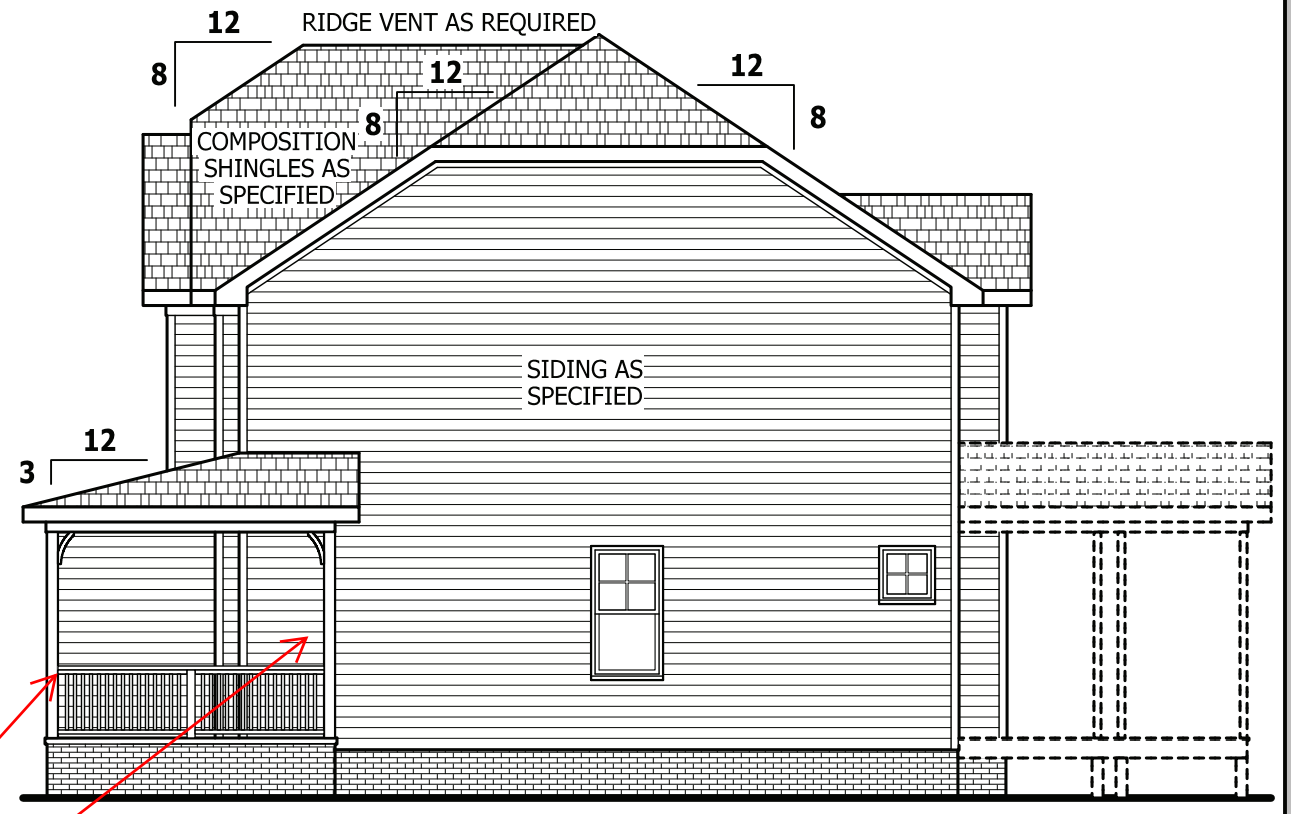 12
RIDGE VENT AS REQUIRED
8
12
8
12
8
COMPOSITION
SHINGLES AS
SPECIFIED
SIDING AS
SPECIFIED
12
3